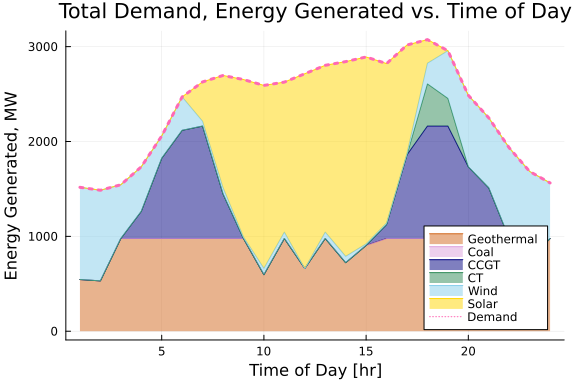 Total Demand, Energy Generated vs. Time of Day
Energy Generated, MW
3000
2000
1000
0
Geothermal
Coal
CCGT
CT
Wind
Solar
Demand
5 10 15 20
Time of Day [hr]